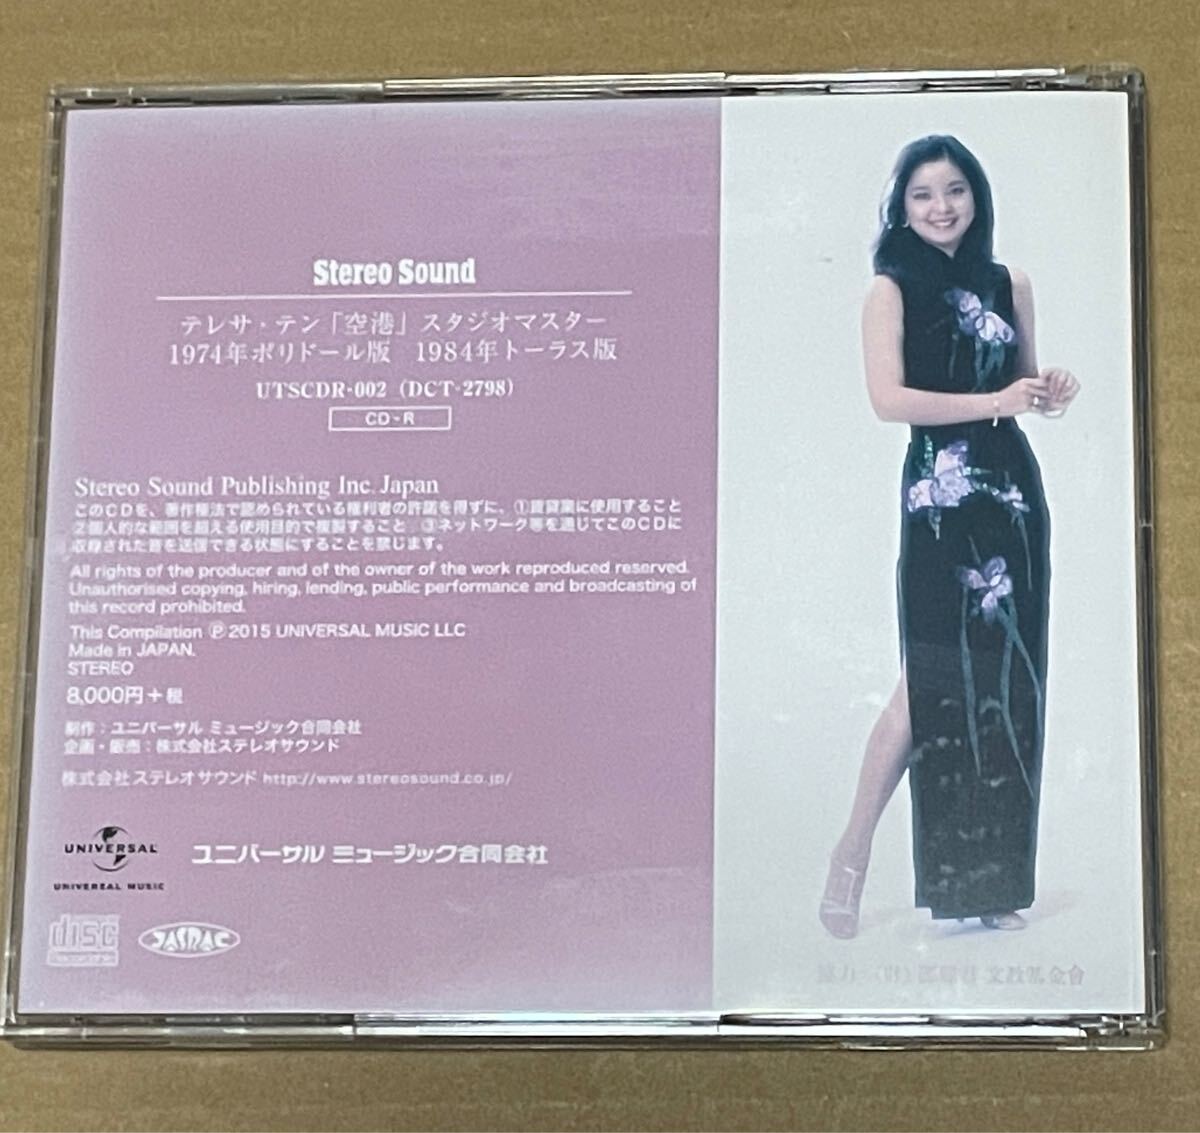 Stereo Sound
テレサ・テン「空港」スタジオマスター
1974年ポリドール版　1984年トーラス版
UTSCDR-002 (DCT-2798)
CD-R
Stereo Sound Publishing Inc. Japan
このCDを、著作権法で認められている権利者の許諾を得ずに、①賃貸業に使用すること
②個人的な範囲を超える使用目的で複製すること ③ネットワーク等を通じてこのCDに
収録された音を送信できる状態にすることを禁じます。
All rights of the producer and of the owner of the work reproduced reserved.
Unauthorised copying, hiring, lending, public performance and broadcasting of
this record prohibited.
This Compilation ℗ 2015 UNIVERSAL MUSIC LLC
Made in JAPAN.
STEREO
8,000円+税
制作：ユニバーサル ミュージック合同会社
企画・販売：株式会社ステレオサウンド
株式会社ステレオサウンド http://www.stereosound.co.jp/
UNIVERSAL
UNIVERSAL MUSIC
ユニバーサル ミュージック合同会社
disc
Recordable
JASRAC
協力：(財) 鄧麗君 文教基金會